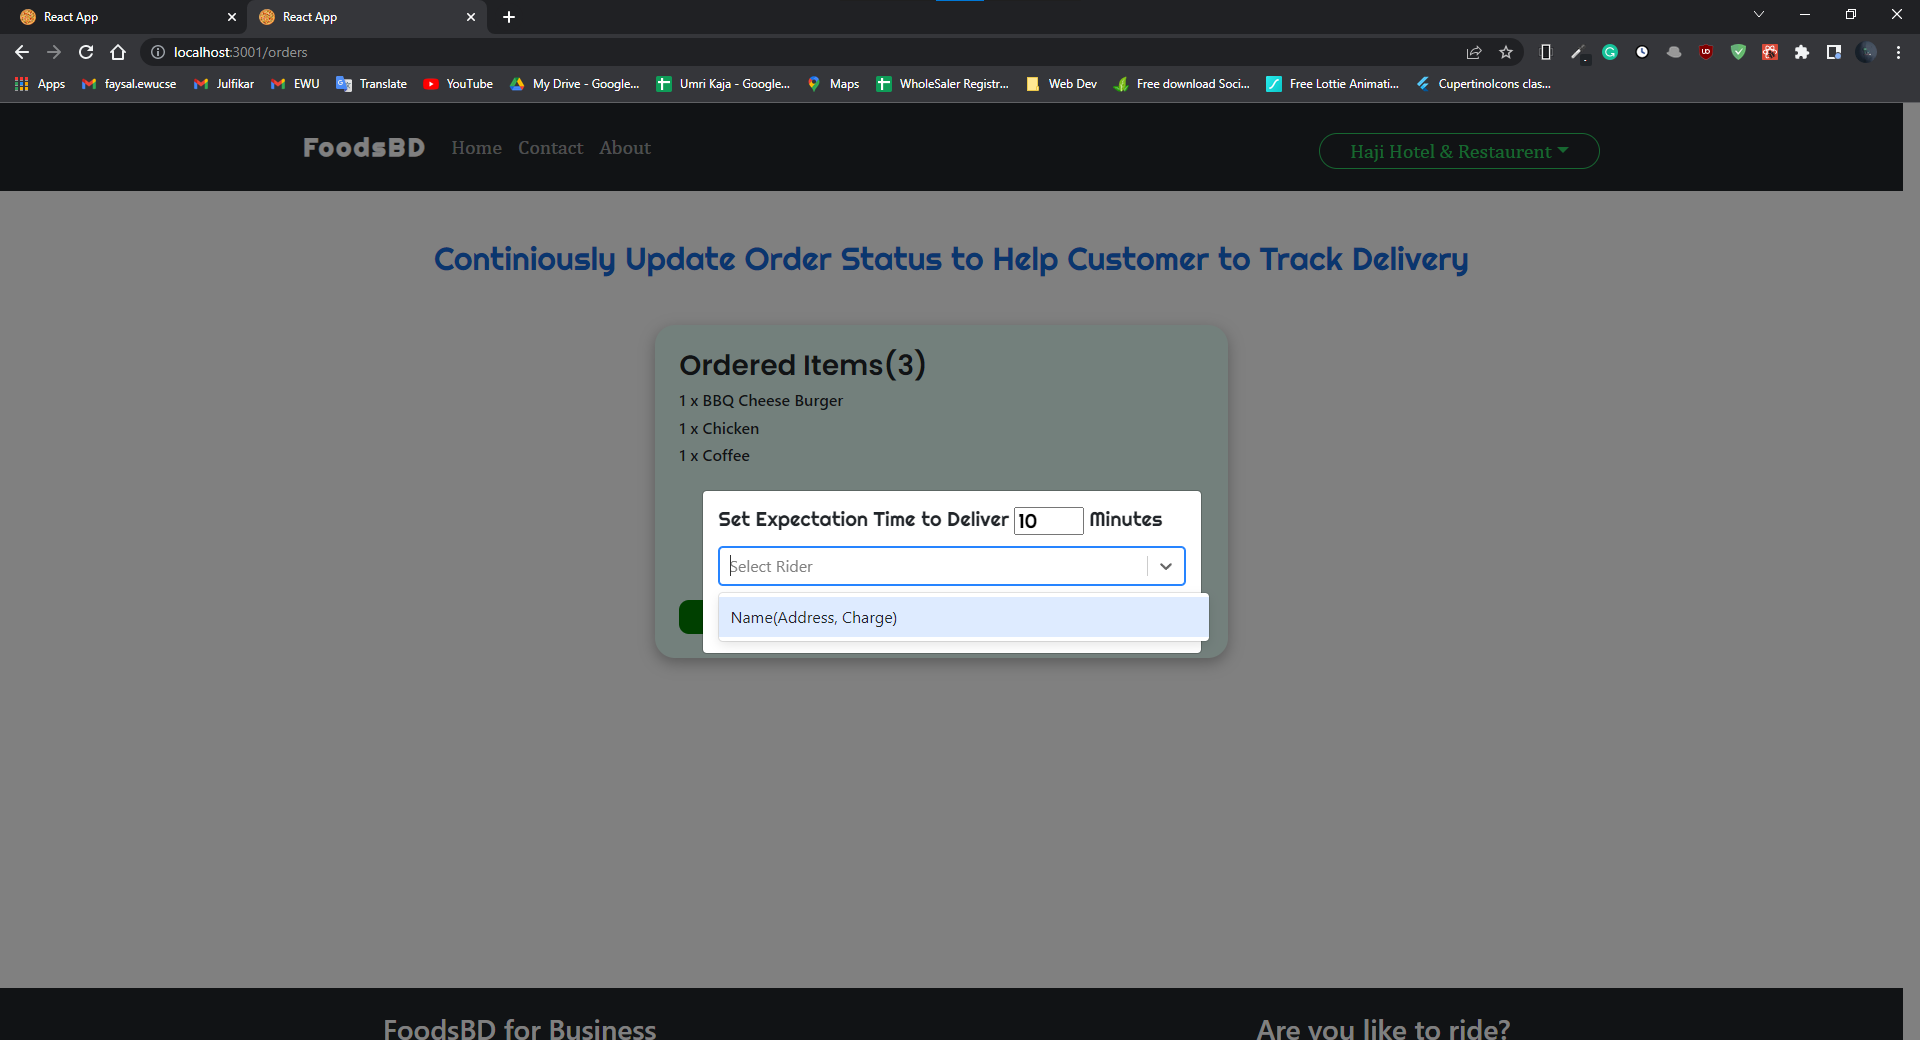 React App
React App
localhost:3001/orders
Apps
faysal.ewucse
Julfikar
EWU
Translate
YouTube
My Drive - Google...
Umri Kaja - Google...
Maps
WholeSaler Registr...
Web Dev
Free download Soci...
Free Lottie Animati...
CupertinoIcons clas...
FoodsBD
Home
Contact
About
Haji Hotel & Restaurent
Continiously Update Order Status to Help Customer to Track Delivery
Ordered Items(3)
1 x BBQ Cheese Burger
1 x Chicken
1 x Coffee
Set Expectation Time to Deliver 10 Minutes
Select Rider
Name(Address, Charge)
FoodsBD for Business
Are you like to ride?